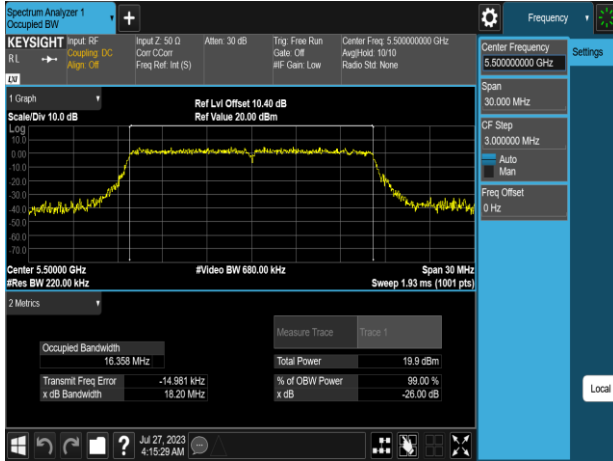 Spectrum Analyzer 1
Occupied BW
+
Frequency
KEYSIGHT
RL
LXI
Input: RF
Coupling: DC
Align: Off
Input Z: 50 Ω
Corr CCorr
Freq Ref: Int (S)
Atten: 30 dB
Trig: Free Run
Gate: Off
#IF Gain: Low
Center Freq: 5.500000000 GHz
Avg|Hold: 10/10
Radio Std: None
Center Frequency
5.500000000 GHz
Settings
Span
30.000 MHz
CF Step
3.000000 MHz
Auto
Man
Freq Offset
0 Hz
Local
1 Graph
Scale/Div 10.0 dB
Ref Lvl Offset 10.40 dB
Ref Value 20.00 dBm
Log
10.0
0.00
-10.0
-20.0
-30.0
-40.0
-50.0
-60.0
-70.0
Center 5.50000 GHz
#Video BW 680.00 kHz
Span 30 MHz
#Res BW 220.00 kHz
Sweep 1.93 ms (1001 pts)
2 Metrics
Measure Trace
Trace 1
Occupied Bandwidth
16.358 MHz
Total Power
19.9 dBm
Transmit Freq Error
-14.981 kHz
% of OBW Power
99.00 %
x dB Bandwidth
18.20 MHz
x dB
-26.00 dB
?
Jul 27, 2023
4:15:29 AM